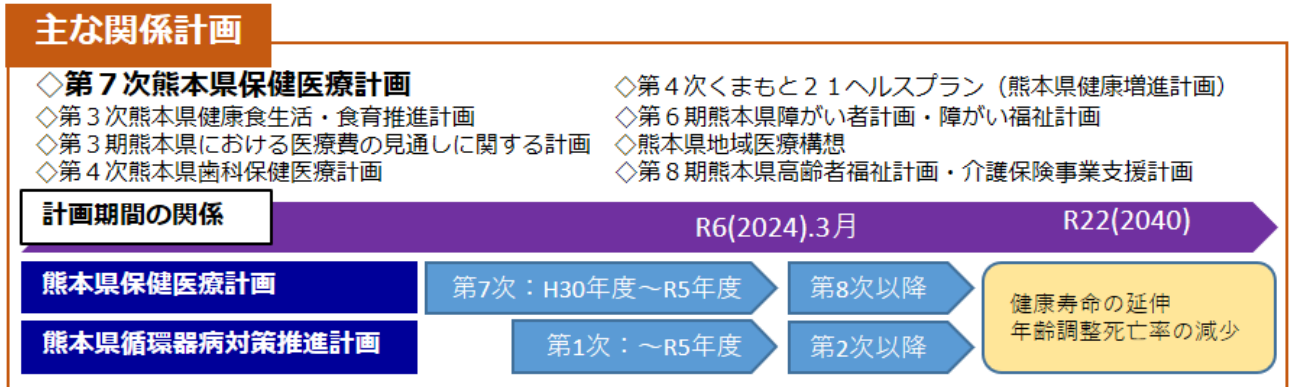 主な関係計画
◇第７次熊本県保健医療計画
◇第３次熊本県健康食生活・食育推進計画
◇第３期熊本県における医療費の見通しに関する計画
◇第４次熊本県歯科保健医療計画
◇第４次くまもと２１ヘルスプラン（熊本県健康増進計画）
◇第６期熊本県障がい者計画・障がい福祉計画
◇熊本県地域医療構想
◇第８期熊本県高齢者福祉計画・介護保険事業支援計画
計画期間の関係
R6(2024).3月
R22(2040)
熊本県保健医療計画
第7次：H30年度～R5年度
第8次以降
熊本県循環器病対策推進計画
第1次：～R5年度
第2次以降
健康寿命の延伸
年齢調整死亡率の減少